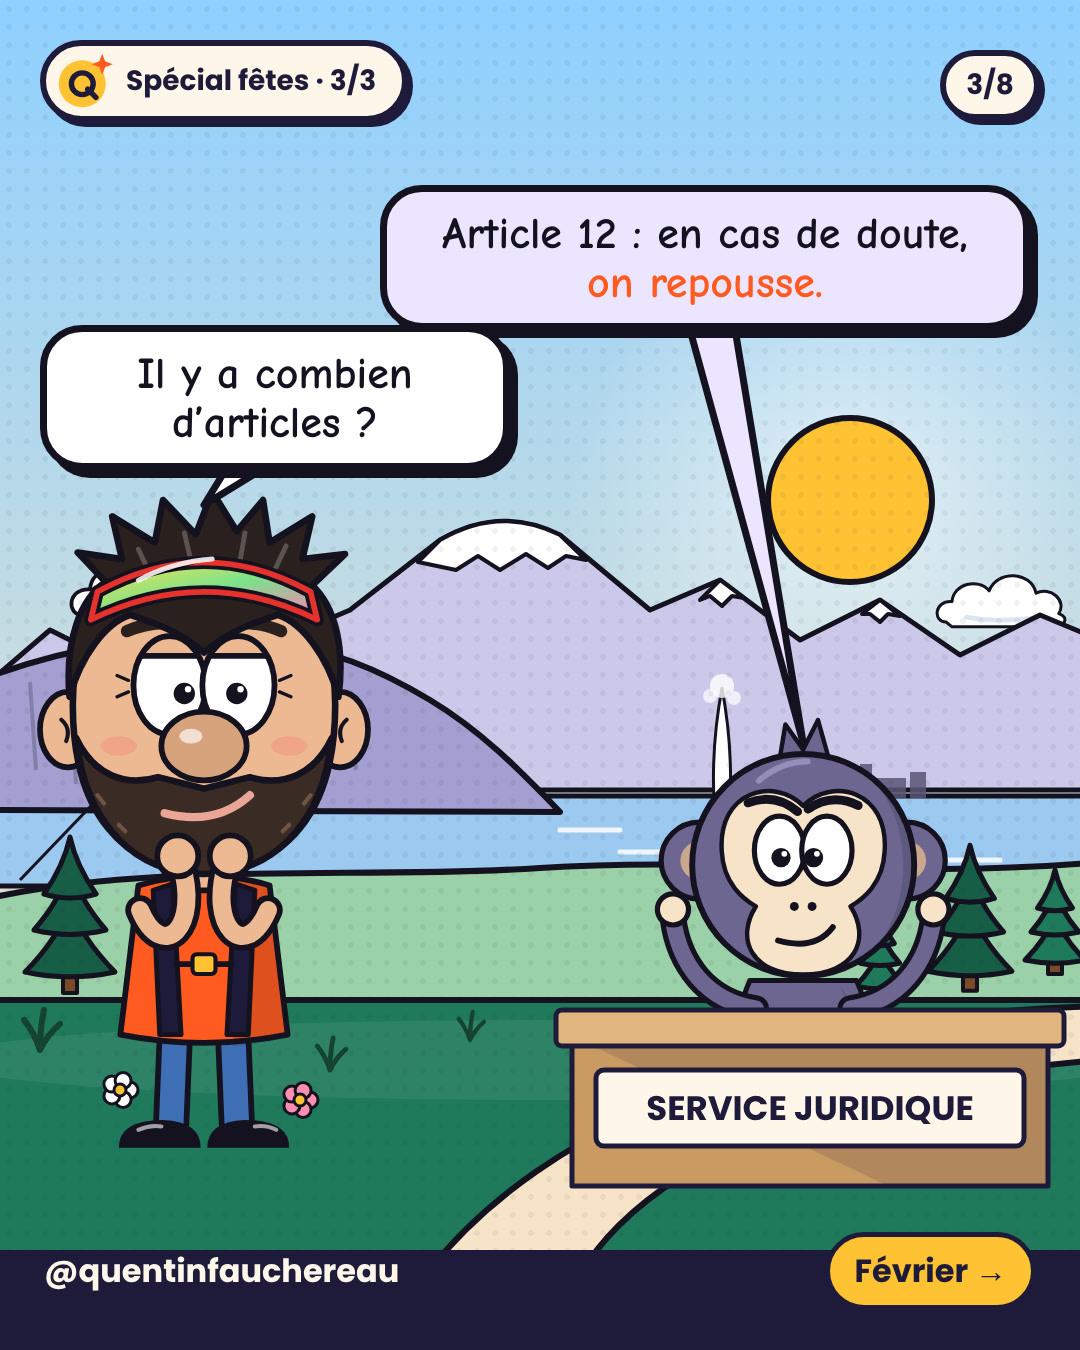 Q Spécial fêtes · 3/3
3/8
Article 12 : en cas de doute,
on repousse.
Il y a combien
d’articles ?
SERVICE JURIDIQUE
@quentinfauchereau
Février →